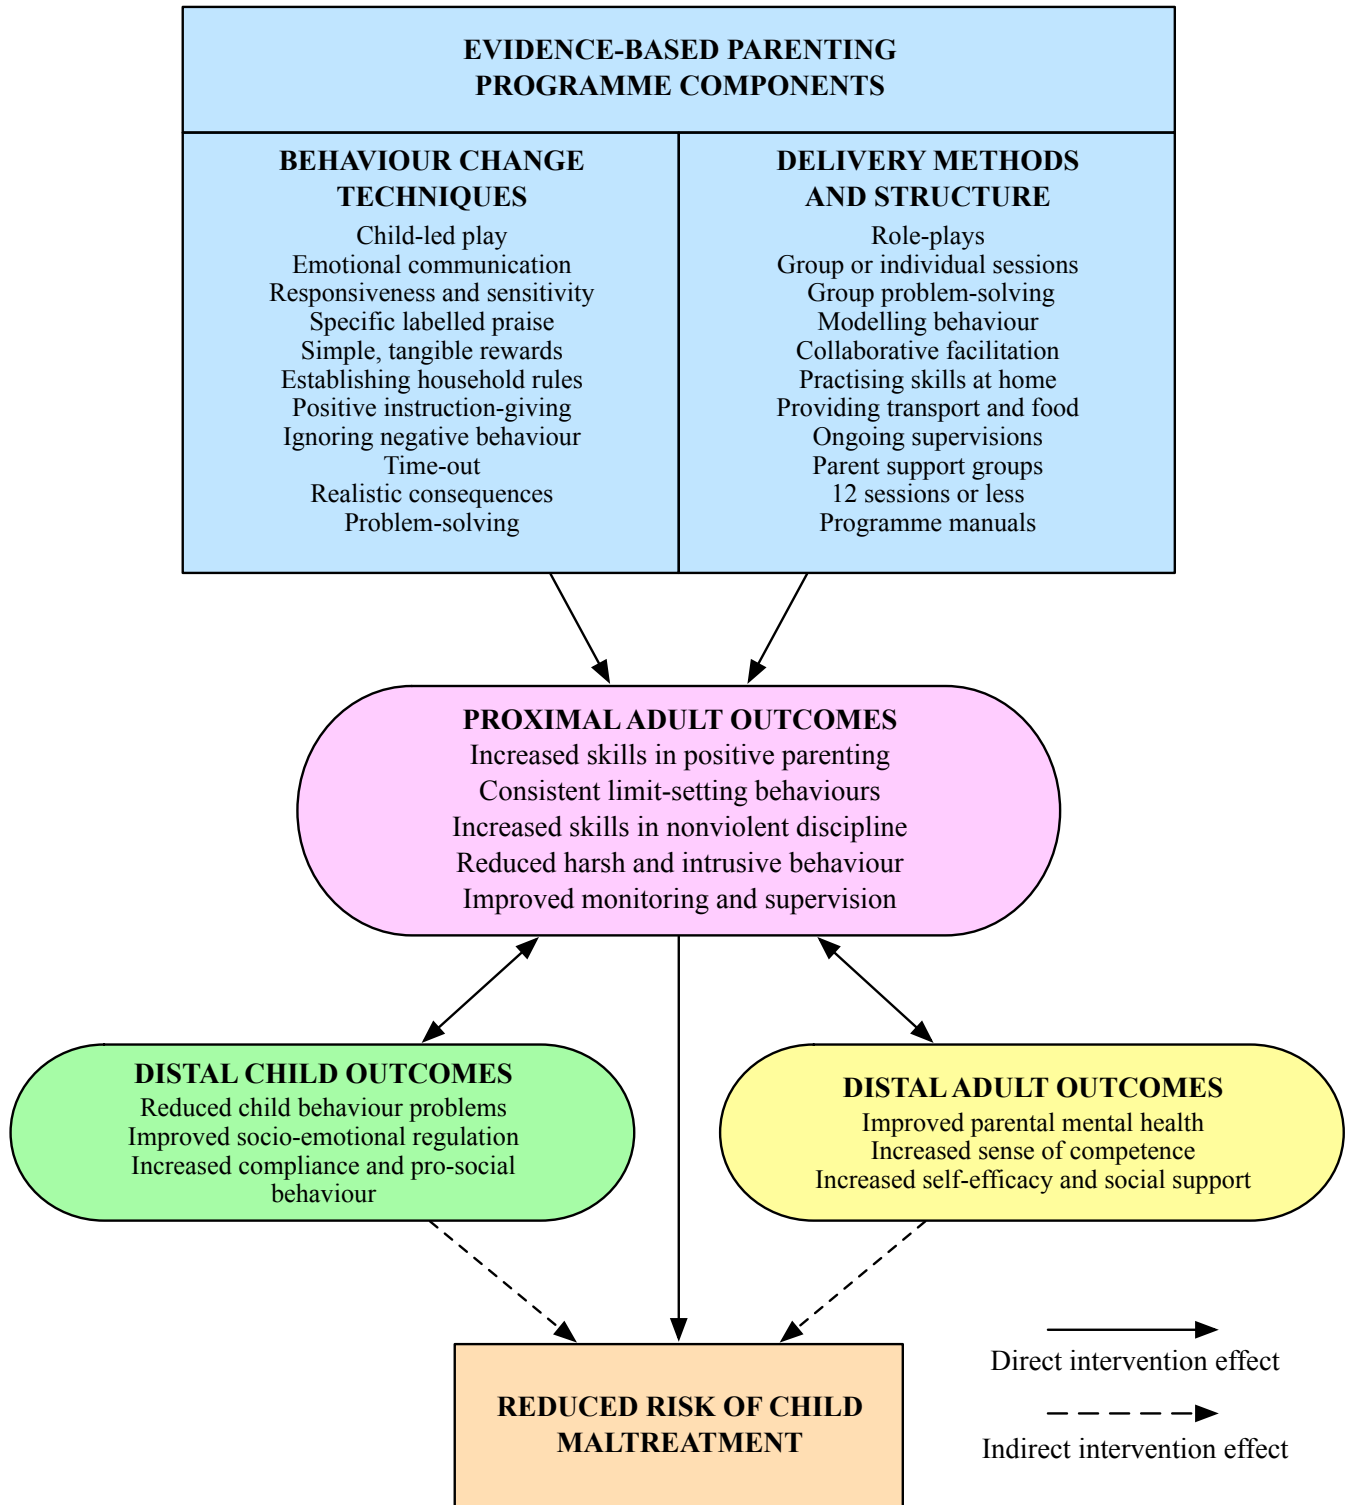 EVIDENCE-BASED PARENTING
PROGRAMME COMPONENTS
BEHAVIOUR CHANGE
TECHNIQUES
Child-led play
Emotional communication
Responsiveness and sensitivity
Specific labelled praise
Simple, tangible rewards
Establishing household rules
Positive instruction-giving
Ignoring negative behaviour
Time-out
Realistic consequences
Problem-solving
DELIVERY METHODS
AND STRUCTURE
Role-plays
Group or individual sessions
Group problem-solving
Modelling behaviour
Collaborative facilitation
Practising skills at home
Providing transport and food
Ongoing supervisions
Parent support groups
12 sessions or less
Programme manuals
PROXIMAL ADULT OUTCOMES
Increased skills in positive parenting
Consistent limit-setting behaviours
Increased skills in nonviolent discipline
Reduced harsh and intrusive behaviour
Improved monitoring and supervision
DISTAL CHILD OUTCOMES
Reduced child behaviour problems
Improved socio-emotional regulation
Increased compliance and pro-social
behaviour
DISTAL ADULT OUTCOMES
Improved parental mental health
Increased sense of competence
Increased self-efficacy and social support
REDUCED RISK OF CHILD
MALTREATMENT
Direct intervention effect
Indirect intervention effect